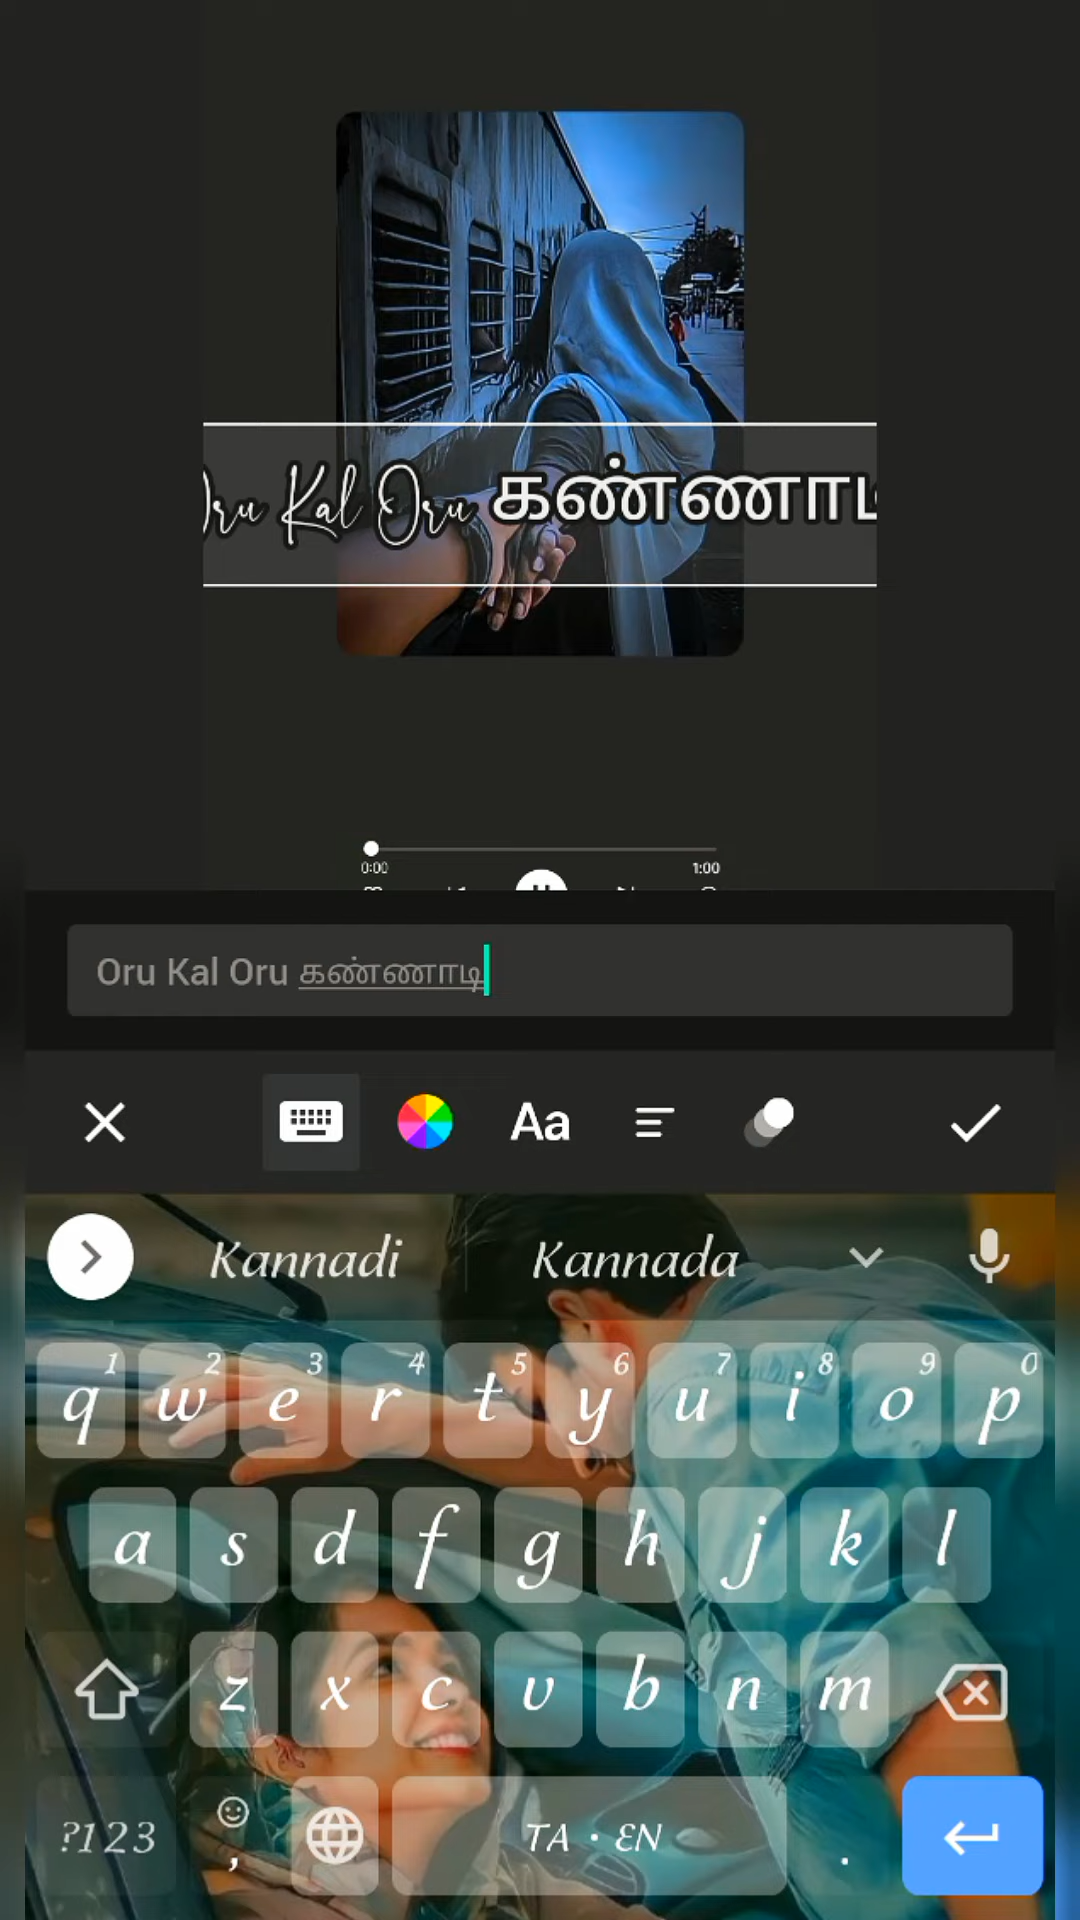 Oru Kal Oru கண்ணாடி
0:00 1:00
Oru Kal Oru கண்ணாடி
Aa
Kannadi Kannada
1 2 3 4 5 6 7 8 9 0
q w e r t y u i o p
a s d f g h j k l
z x c v b n m
?123 , TA • EN .